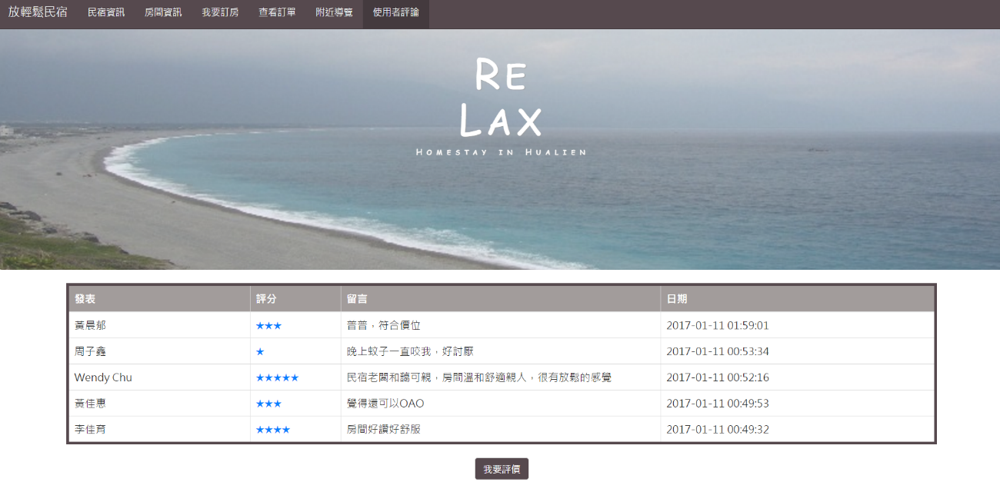 放輕鬆民宿 民宿資訊 房間資訊 我要訂房 查看訂單 附近導覽 使用者評論
RE
LAX
HOMESTAY IN HUALIEN
發表 評分 留言 日期
黃晨郁 ★★★ 普普，符合價位 2017-01-11 01:59:01
周子鑫 ★ 晚上蚊子一直咬我，好討厭 2017-01-11 00:53:34
Wendy Chu ★★★★★ 民宿老闆和藹可親，房間溫和舒適親人，很有放鬆的感覺 2017-01-11 00:52:16
黃佳惠 ★★★ 覺得還可以OAO 2017-01-11 00:49:53
李佳育 ★★★★ 房間好讚好舒服 2017-01-11 00:49:32
我要評價